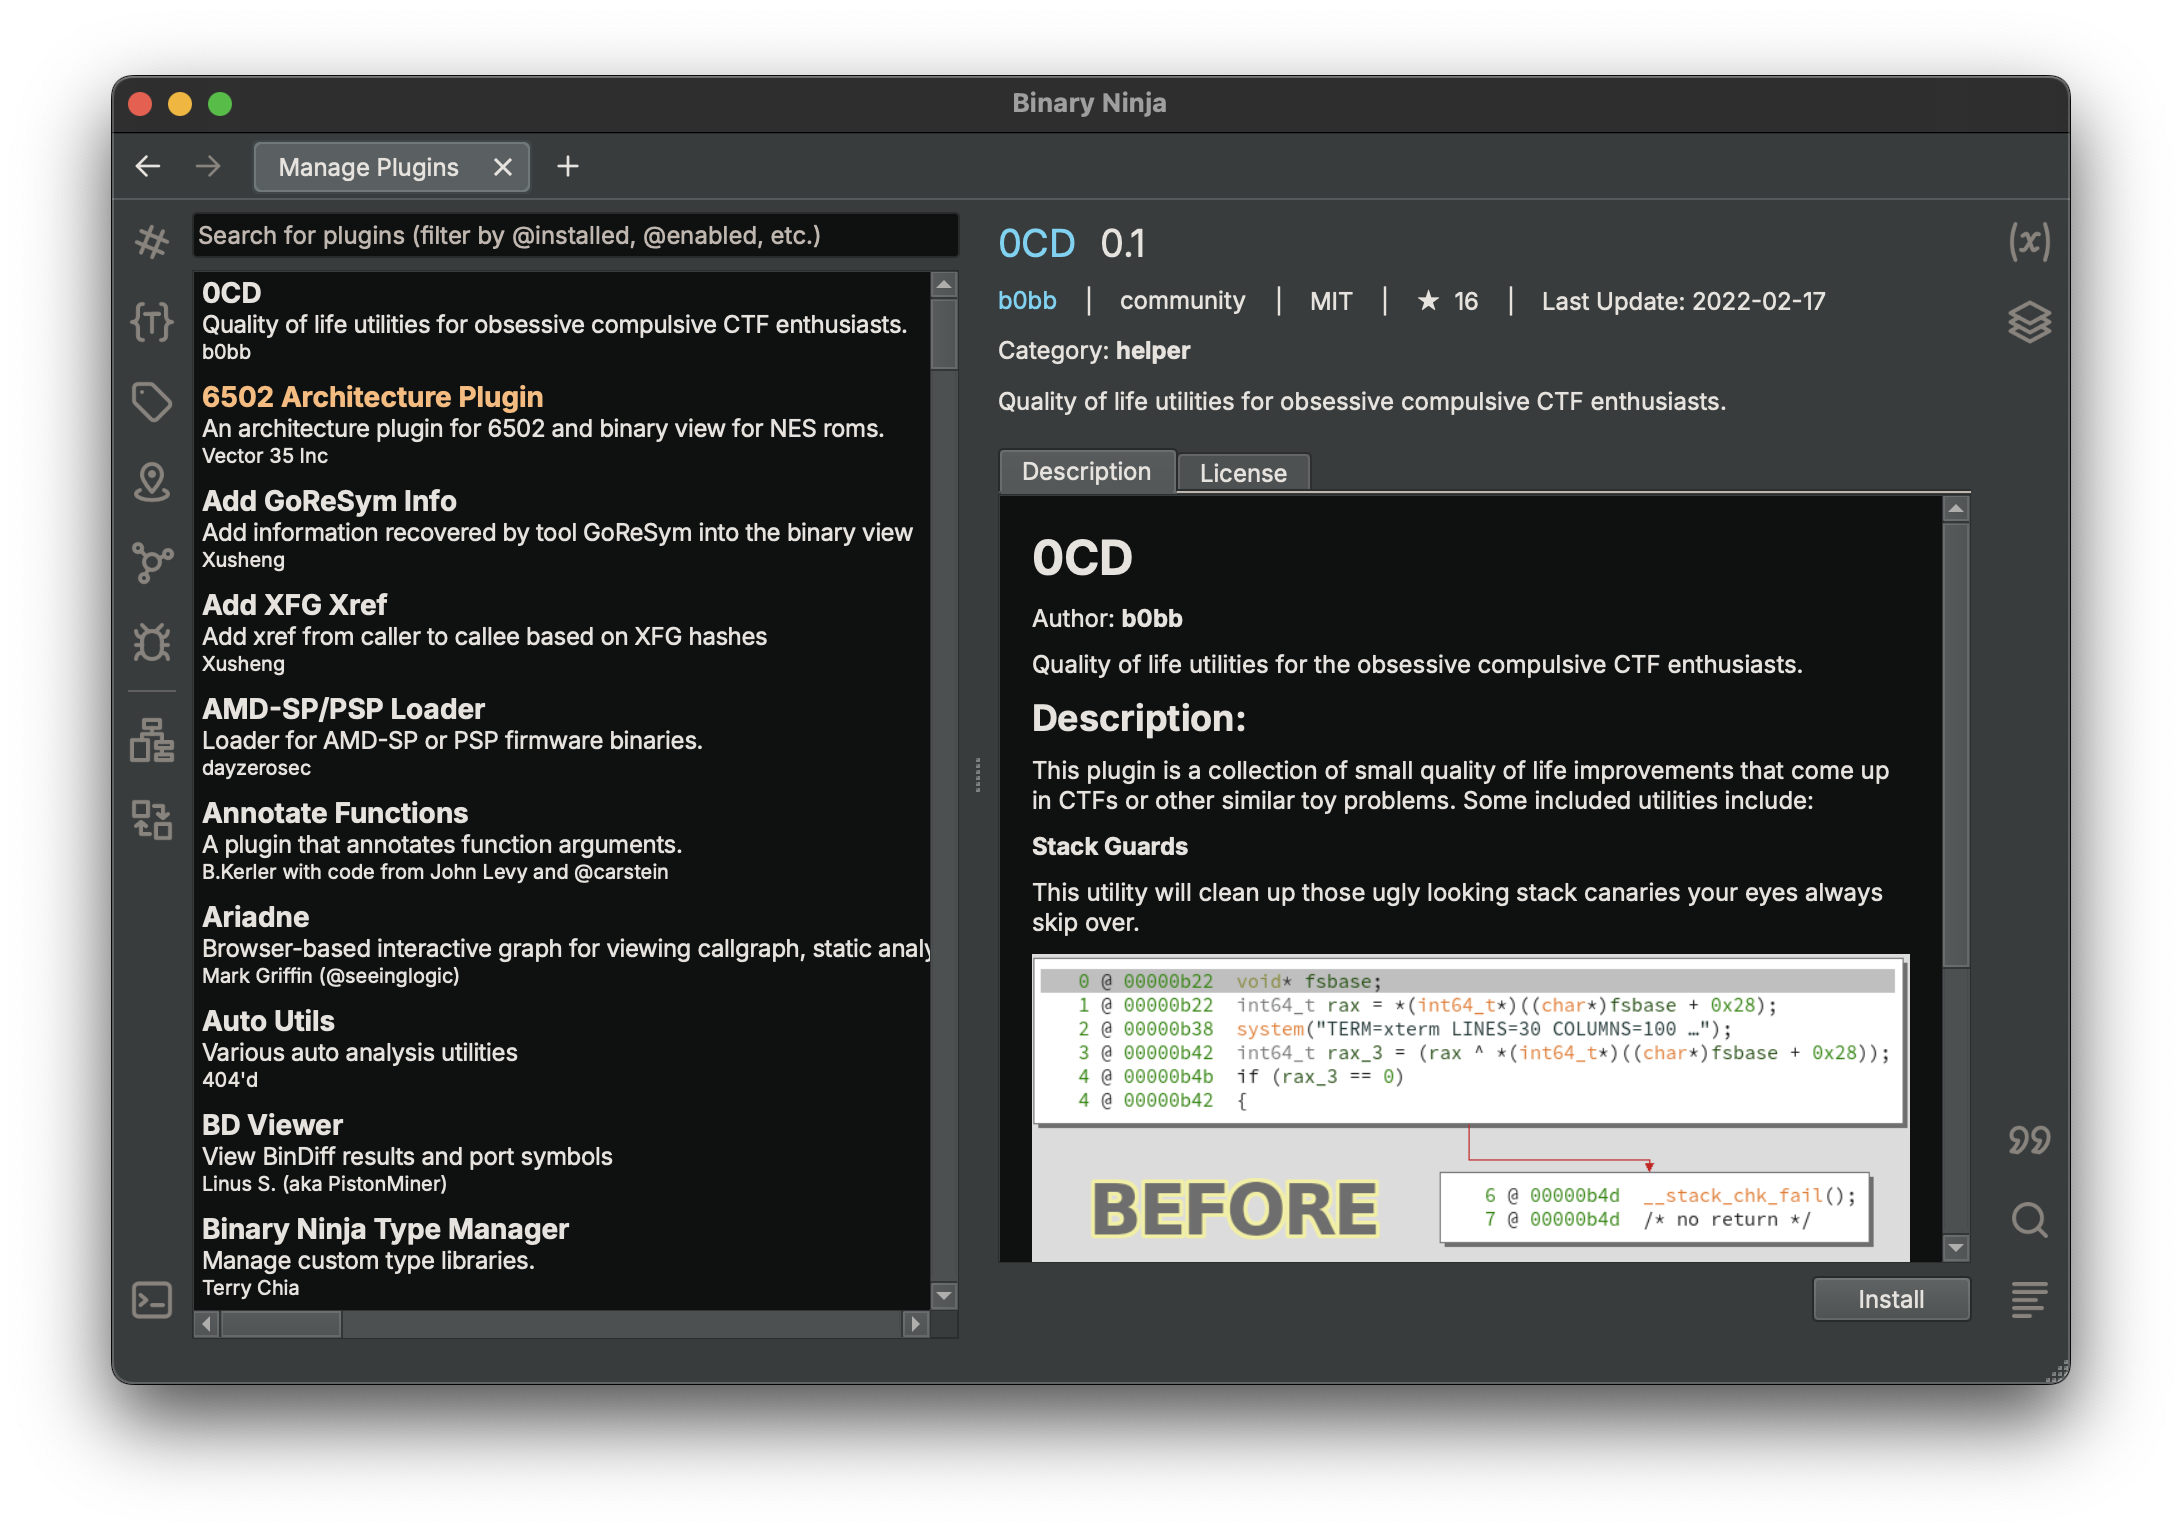 Binary Ninja
Manage Plugins
Search for plugins (filter by @installed, @enabled, etc.)
0CD
Quality of life utilities for obsessive compulsive CTF enthusiasts.
b0bb
6502 Architecture Plugin
An architecture plugin for 6502 and binary view for NES roms.
Vector 35 Inc
Add GoReSym Info
Add information recovered by tool GoReSym into the binary view
Xusheng
Add XFG Xref
Add xref from caller to callee based on XFG hashes
Xusheng
AMD-SP/PSP Loader
Loader for AMD-SP or PSP firmware binaries.
dayzerosec
Annotate Functions
A plugin that annotates function arguments.
B.Kerler with code from John Levy and @carstein
Ariadne
Browser-based interactive graph for viewing callgraph, static analy
Mark Griffin (@seeinglogic)
Auto Utils
Various auto analysis utilities
404'd
BD Viewer
View BinDiff results and port symbols
Linus S. (aka PistonMiner)
Binary Ninja Type Manager
Manage custom type libraries.
Terry Chia
0CD 0.1
b0bb | community | MIT | ★ 16 | Last Update: 2022-02-17
Category: helper
Quality of life utilities for obsessive compulsive CTF enthusiasts.
Description License
0CD
Author: b0bb
Quality of life utilities for the obsessive compulsive CTF enthusiasts.
Description:
This plugin is a collection of small quality of life improvements that come up
in CTFs or other similar toy problems. Some included utilities include:
Stack Guards
This utility will clean up those ugly looking stack canaries your eyes always
skip over.
0 @ 00000b22 void* fsbase;
1 @ 00000b22 int64_t rax = *(int64_t*)((char*)fsbase + 0x28);
2 @ 00000b38 system("TERM=xterm LINES=30 COLUMNS=100 …");
3 @ 00000b42 int64_t rax_3 = (rax ^ *(int64_t*)((char*)fsbase + 0x28));
4 @ 00000b4b if (rax_3 == 0)
4 @ 00000b42 {
BEFORE
6 @ 00000b4d __stack_chk_fail();
7 @ 00000b4d /* no return */
Install